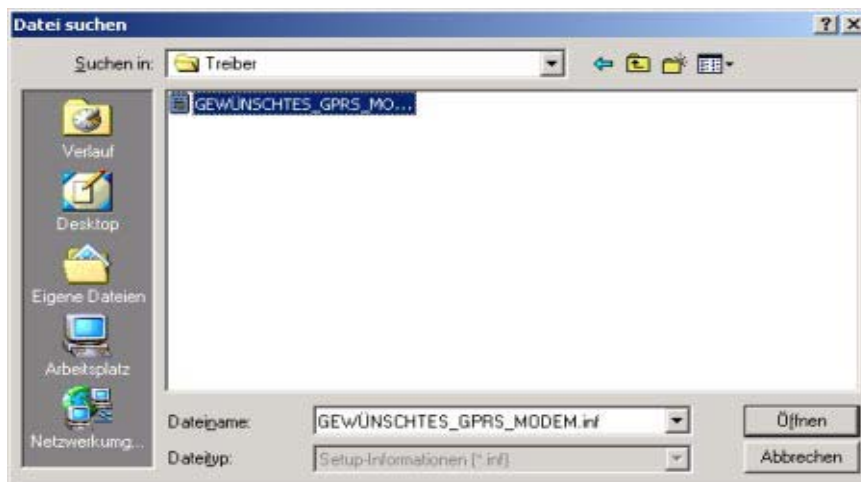 Datei suchen
Suchen in: Treiber
GEWÜNSCHTES_GPRS_MO...
Verlauf
Desktop
Eigene Dateien
Arbeitsplatz
Netzwerkumg...
Dateiname: GEWÜNSCHTES_GPRS_MODEM.inf Öffnen
Dateityp: Setup-Informationen (*.inf) Abbrechen